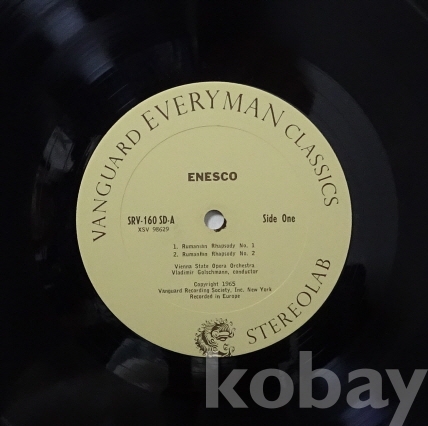 VANGUARD EVERYMAN CLASSICS
ENESCO
SRV-160 SD-A
XSV 98629
Side One
1. Rumanian Rhapsody No. 1
2. Rumanian Rhapsody No. 2
Vienna State Opera Orchestra
Vladimir Golschmann, conductor
Copyright 1965
Vanguard Recording Society, Inc. New York
Recorded in Europe
STEREOLAB
kobay